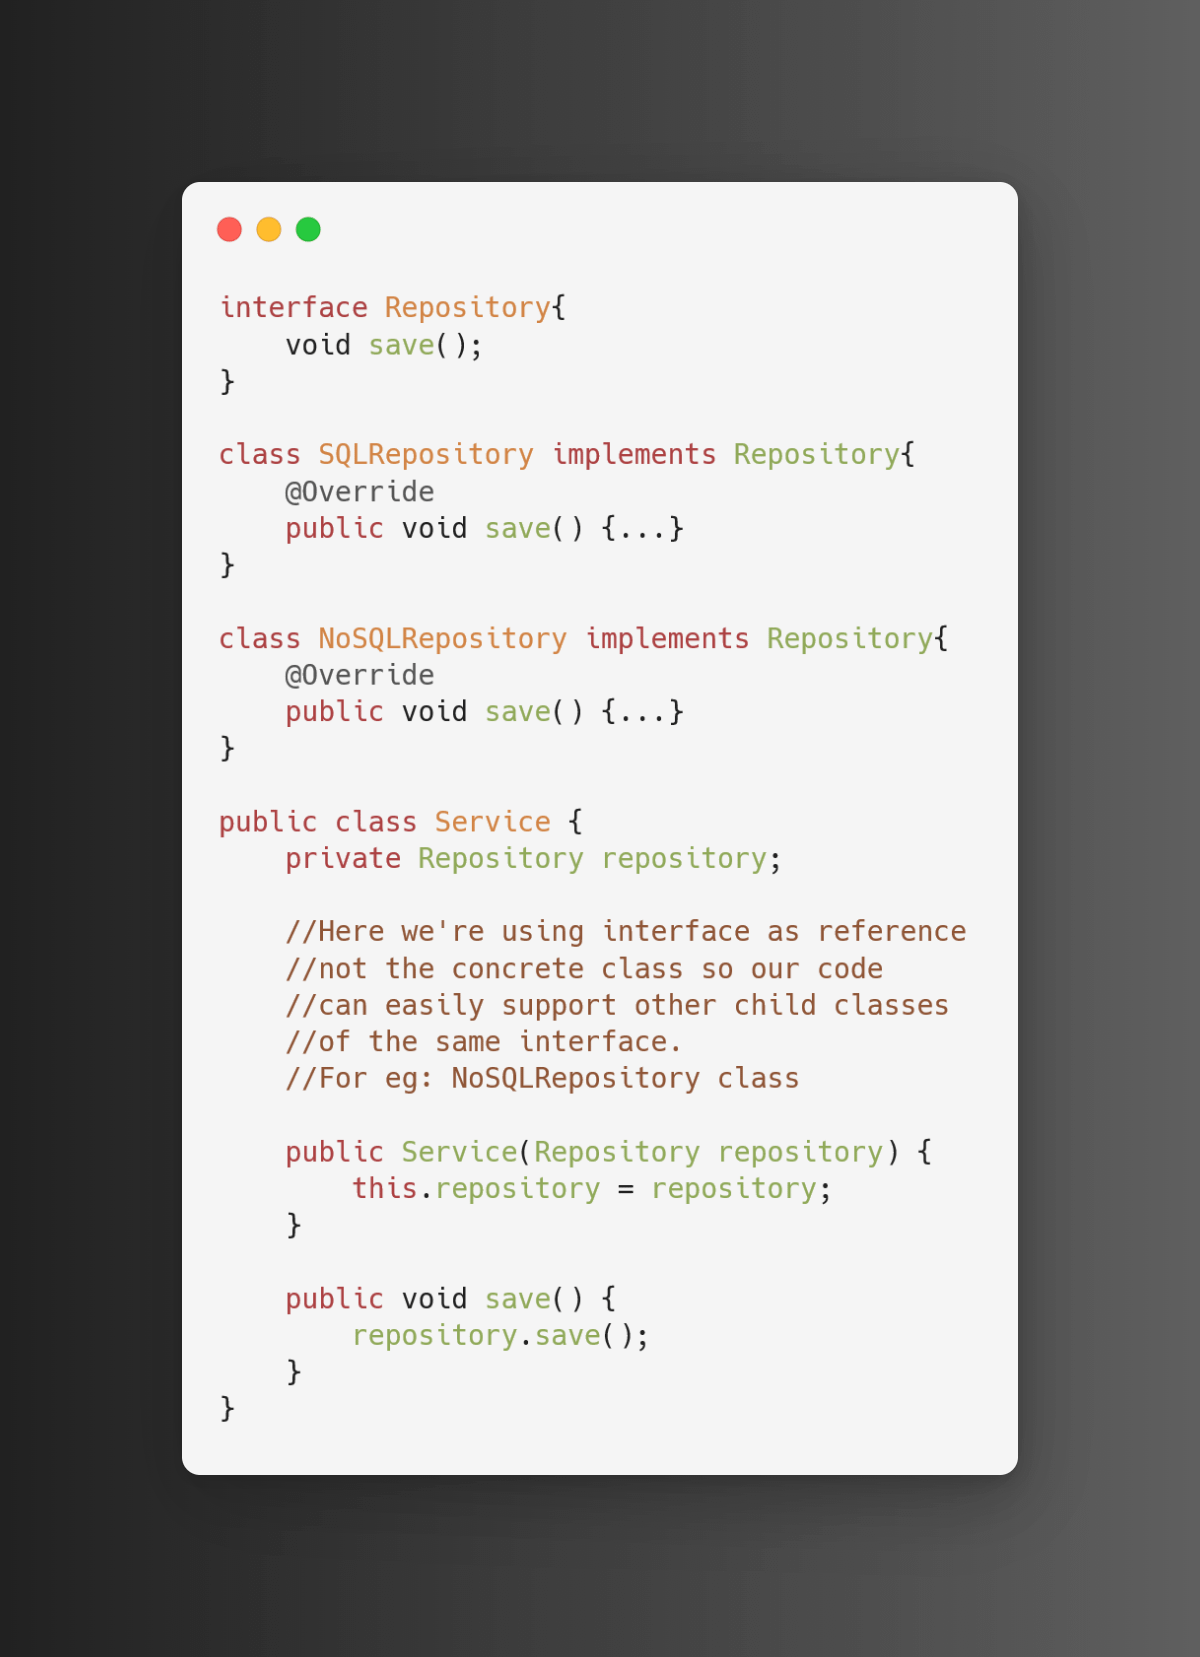 interface Repository{
    void save();
}

class SQLRepository implements Repository{
    @Override
    public void save() {...}
}

class NoSQLRepository implements Repository{
    @Override
    public void save() {...}
}

public class Service {
    private Repository repository;

    //Here we're using interface as reference
    //not the concrete class so our code
    //can easily support other child classes
    //of the same interface.
    //For eg: NoSQLRepository class

    public Service(Repository repository) {
        this.repository = repository;
    }

    public void save() {
        repository.save();
    }
}